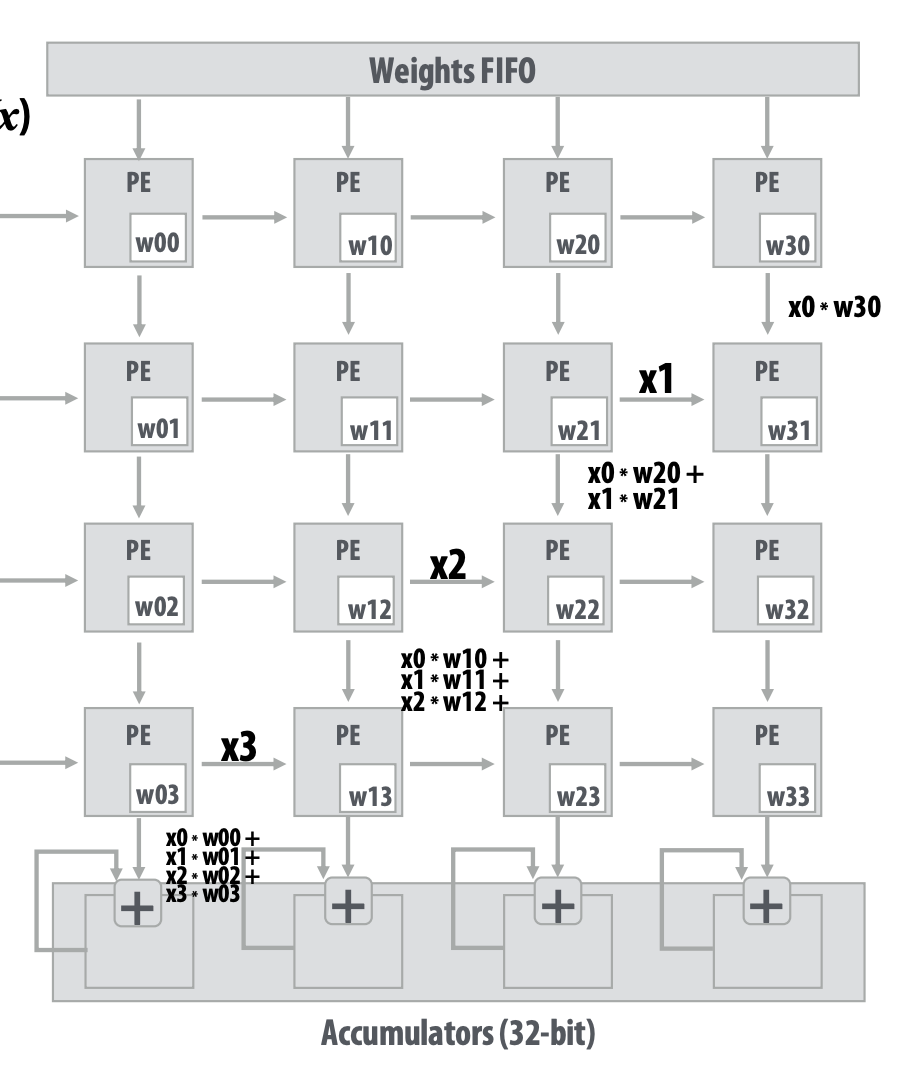 Weights FIFO
x)
PE PE PE PE
w00 w10 w20 w30
x0 * w30
PE PE PE PE
x1
w01 w11 w21 w31
x0 * w20 +
x1 * w21
PE PE PE PE
x2
w02 w12 w22 w32
x0 * w10 +
x1 * w11 +
x2 * w12 +
PE PE PE PE
x3
w03 w13 w23 w33
x0 * w00 +
x1 * w01 +
x2 * w02 +
x3 * w03
+ + + +
Accumulators (32-bit)